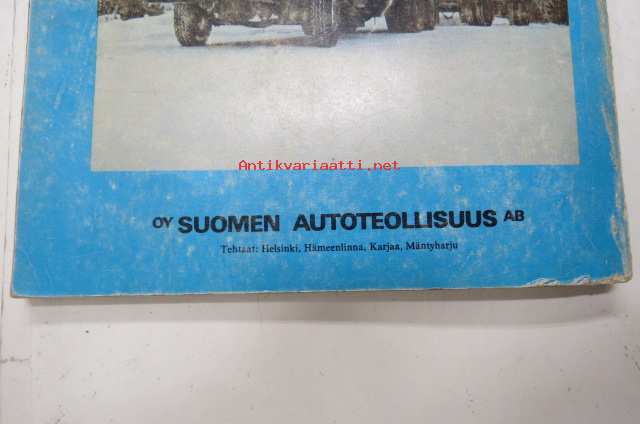 Antikvariaatti.net
OY SUOMEN AUTOTEOLLISUUS AB
Tehtaat: Helsinki, Hämeenlinna, Karjaa, Mäntyharju